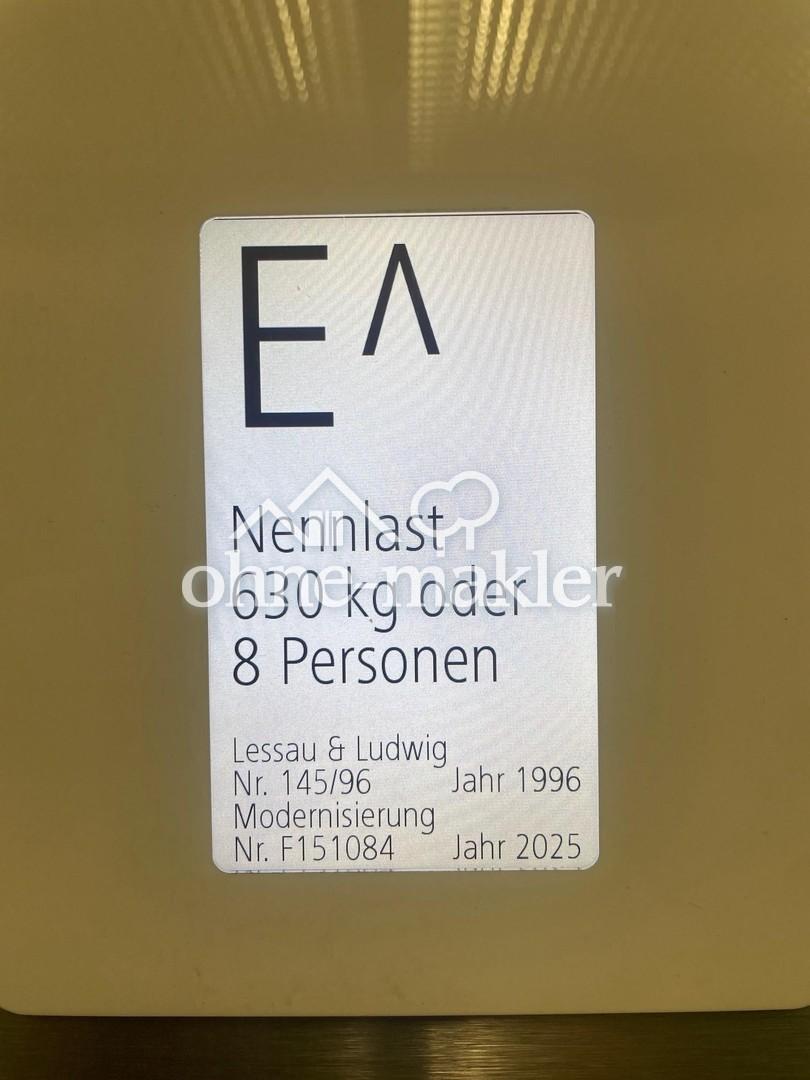 E ^
Nennlast
630 kg oder
8 Personen
ohne-makler
Lessau & Ludwig
Nr. 145/96 Jahr 1996
Modernisierung
Nr. F151084 Jahr 2025